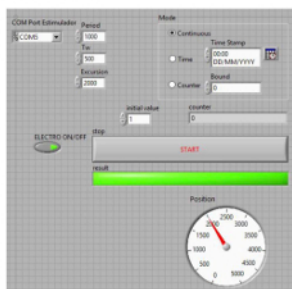 COM Port Estimulador
COM5
Period
1000
Ton
500
Excursion
2000
Mode
Continuous
Time
Time Stamp
00:00
DD/MM/YYYY
Counter
Bound
0
initial value
1
counter
0
ELECTRO ON/OFF
stop
START
result
Position
0
500
1000
1500
2000
2500
3000
3500
4000
4500
5000